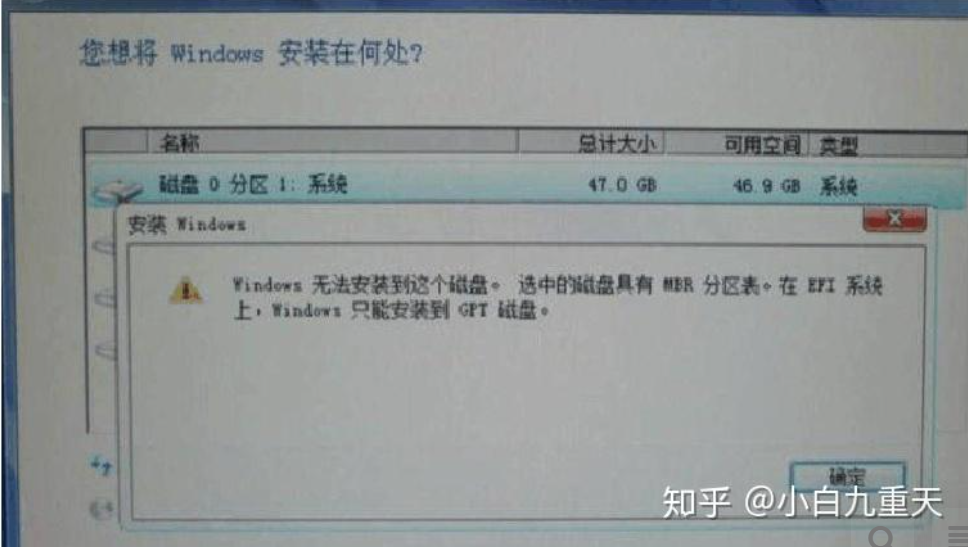 您想将 Windows 安装在何处?
名称 总计大小 可用空间 类型
磁盘 0 分区 1: 系统 47.0 GB 46.9 GB 系统
安装 Windows
Windows 无法安装到这个磁盘。 选中的磁盘具有 MBR 分区表。在 EFI 系统
上，Windows 只能安装到 GPT 磁盘。
确定
知乎 @小白九重天